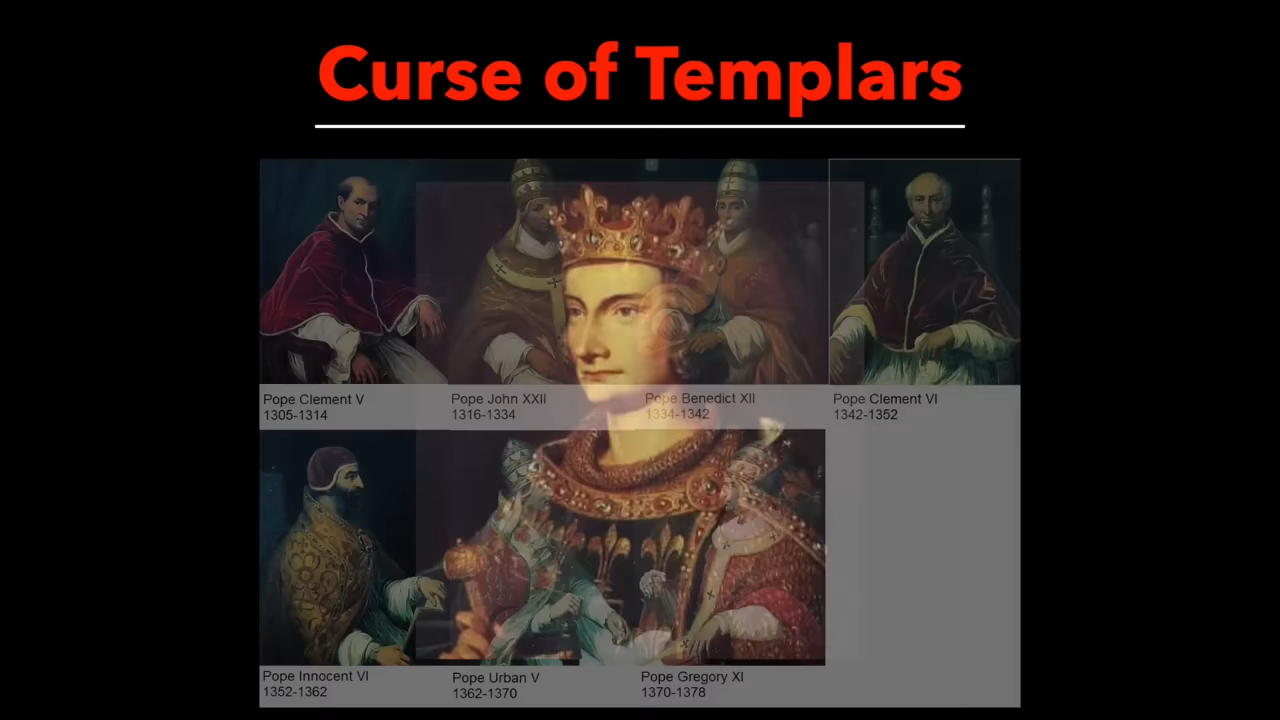 Curse of Templars
Pope Clement V
1305-1314
Pope John XXII
1316-1334
Pope Benedict XII
1334-1342
Pope Clement VI
1342-1352
Pope Innocent VI
1352-1362
Pope Urban V
1362-1370
Pope Gregory XI
1370-1378